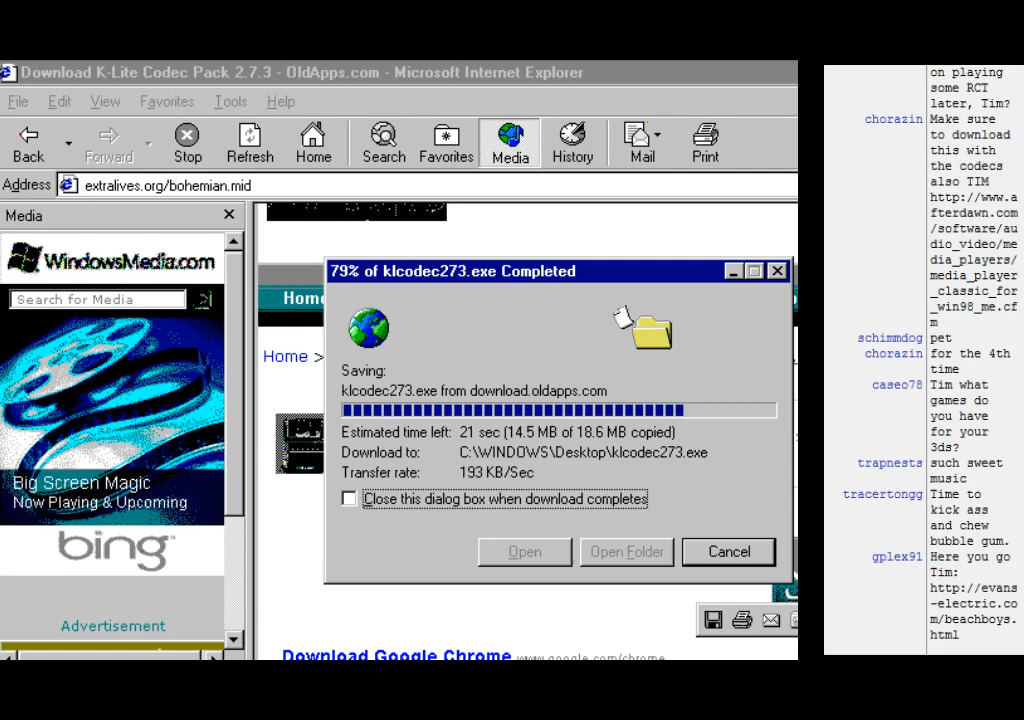 Download K-Lite Codec Pack 2.7.3 - OldApps.com - Microsoft Internet Explorer
File Edit View Favorites Tools Help
Back Forward Stop Refresh Home Search Favorites Media History Mail Print
Address extralives.org/bohemian.mid
Media
WindowsMedia.com
Search for Media
Big Screen Magic
Now Playing & Upcoming
bing
Advertisement
Home
Home >
79% of klcodec273.exe Completed
Saving:
klcodec273.exe from download.oldapps.com
Estimated time left: 21 sec (14.5 MB of 18.6 MB copied)
Download to: C:\WINDOWS\Desktop\klcodec273.exe
Transfer rate: 193 KB/Sec
Close this dialog box when download completes
Open Open Folder Cancel
Download Google Chrome www.google.com/chrome
on playing
some RCT
later, Tim?
chorazin Make sure
to download
this with
the codecs
also TIM
http://www.a
fterdawn.com
/software/au
dio_video/me
dia_players/
media_player
_classic_for
_win98_me.cf
m
schimmdog pet
chorazin for the 4th
time
caseo78 Tim what
games do
you have
for your
3ds?
trapnests such sweet
music
tracertongg Time to
kick ass
and chew
bubble gum.
gplex91 Here you go
Tim:
http://evans
-electric.co
m/beachboys.
html